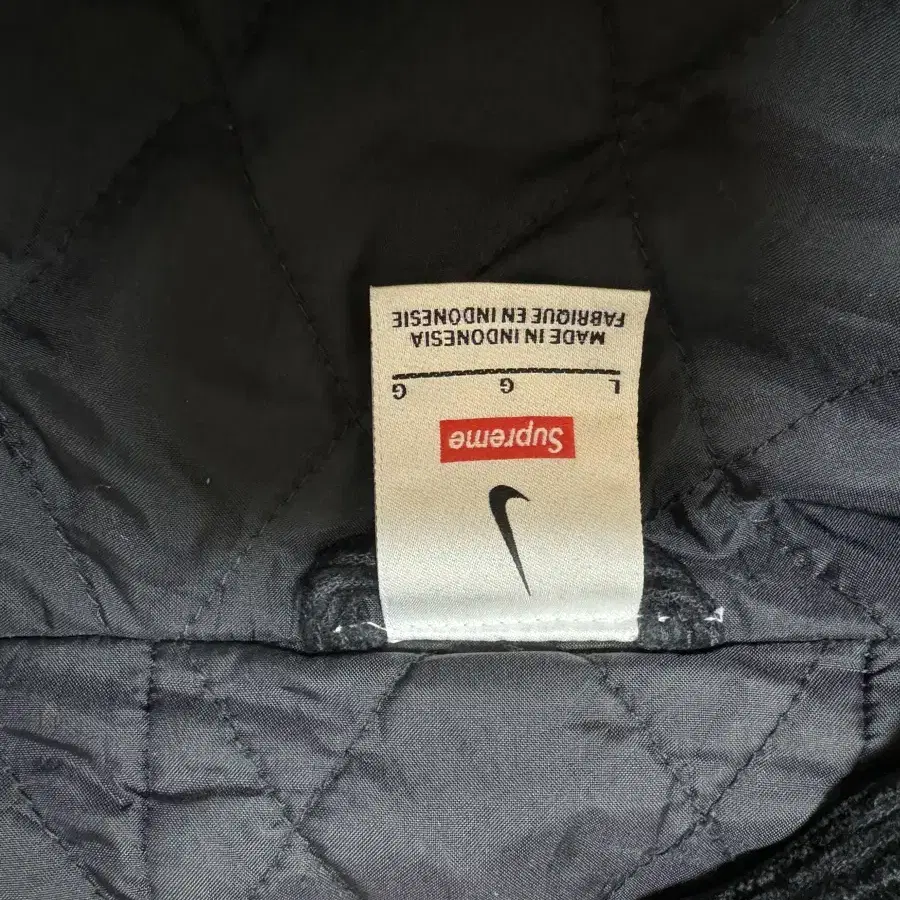 Supreme
L G G
MADE IN INDONESIA
FABRIQUE EN INDONESIE